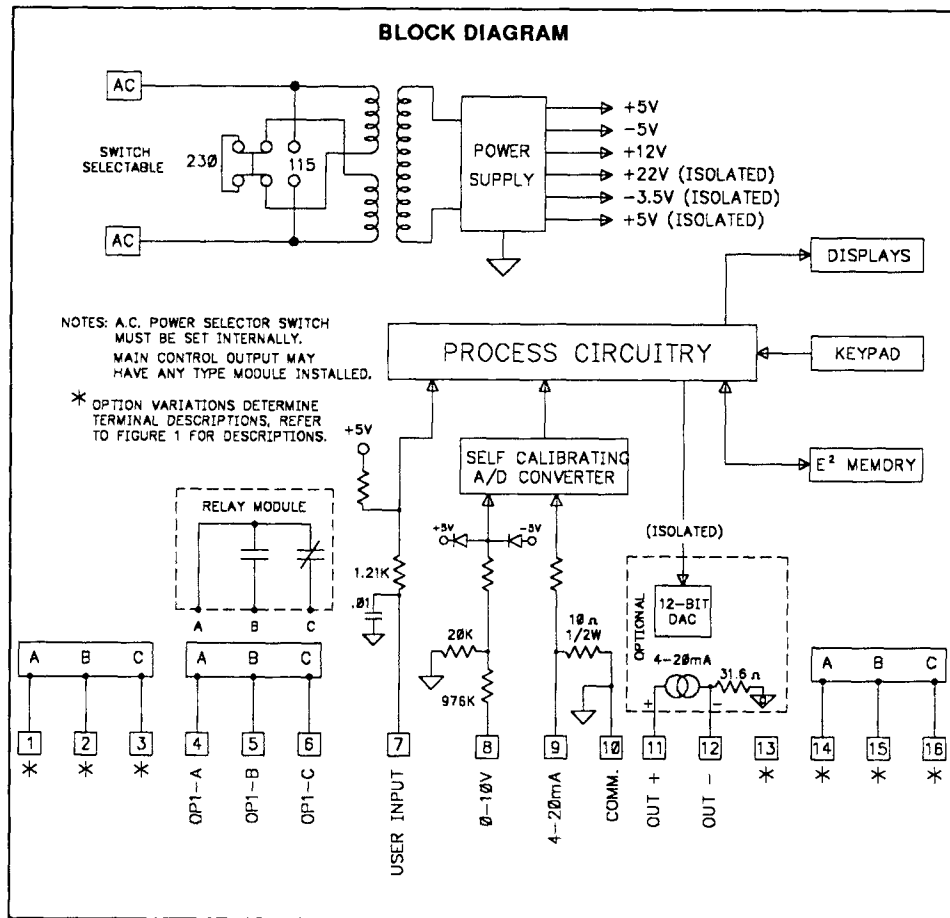 BLOCK DIAGRAM
AC
SWITCH
SELECTABLE
230
115
AC
POWER
SUPPLY
+5V
-5V
+12V
+22V (ISOLATED)
-3.5V (ISOLATED)
+5V (ISOLATED)
DISPLAYS
PROCESS CIRCUITRY
KEYPAD
E² MEMORY
NOTES: A.C. POWER SELECTOR SWITCH
MUST BE SET INTERNALLY.
MAIN CONTROL OUTPUT MAY
HAVE ANY TYPE MODULE INSTALLED.
* OPTION VARIATIONS DETERMINE
TERMINAL DESCRIPTIONS, REFER
TO FIGURE 1 FOR DESCRIPTIONS.
+5V
SELF CALIBRATING
A/D CONVERTER
RELAY MODULE
A B C
1.21K
.01
+5V
-5V
20K
976K
10Ω
1/2W
(ISOLATED)
OPTIONAL
12-BIT
DAC
4-20mA
31.6Ω
+ -
A B C
A B C
A B C
1 2 3 4 5 6 7 8 9 10 11 12 13 14 15 16
* * * * * * *
OP1-A
OP1-B
OP1-C
USER INPUT
0-10V
4-20mA
COMM.
OUT +
OUT -